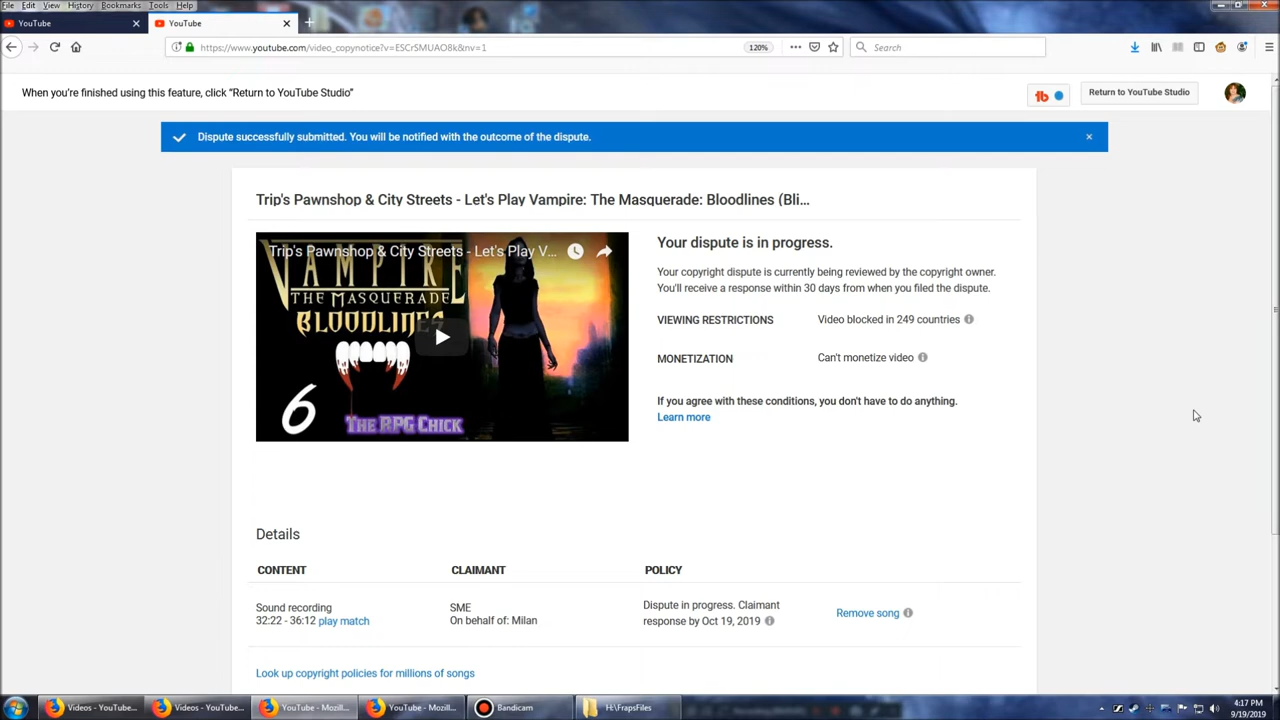 File Edit View History Bookmarks Tools Help
YouTube
YouTube
https://www.youtube.com/video_copynotice?v=ESCrSMUAO8k&nv=1
120%
Search
When you're finished using this feature, click "Return to YouTube Studio"
Return to YouTube Studio
Dispute successfully submitted. You will be notified with the outcome of the dispute.
Trip's Pawnshop & City Streets - Let's Play Vampire: The Masquerade: Bloodlines (Bli...
Trip's Pawnshop & City Streets - Let's Play V...
VAMPIRE
THE MASQUERADE
BLOODLINES
6
THE RPG CHICK
Your dispute is in progress.
Your copyright dispute is currently being reviewed by the copyright owner.
You'll receive a response within 30 days from when you filed the dispute.
VIEWING RESTRICTIONS Video blocked in 249 countries
MONETIZATION Can't monetize video
If you agree with these conditions, you don't have to do anything.
Learn more
Details
CONTENT CLAIMANT POLICY
Sound recording
32:22 - 36:12 play match
SME
On behalf of: Milan
Dispute in progress. Claimant
response by Oct 19, 2019
Remove song
Look up copyright policies for millions of songs
Videos - YouTube...
Videos - YouTube...
YouTube - Mozill...
YouTube - Mozill...
Bandicam
H:\FrapsFiles
4:17 PM
9/19/2019